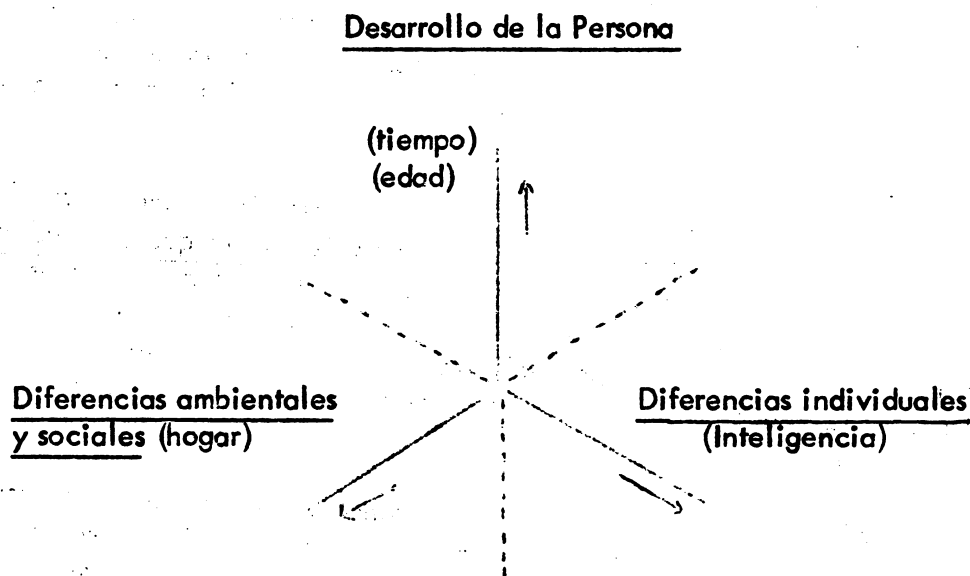 Desarrollo de la Persona
(tiempo)
(edad)
Diferencias ambientales
y sociales (hogar)
Diferencias individuales
(Inteligencia)